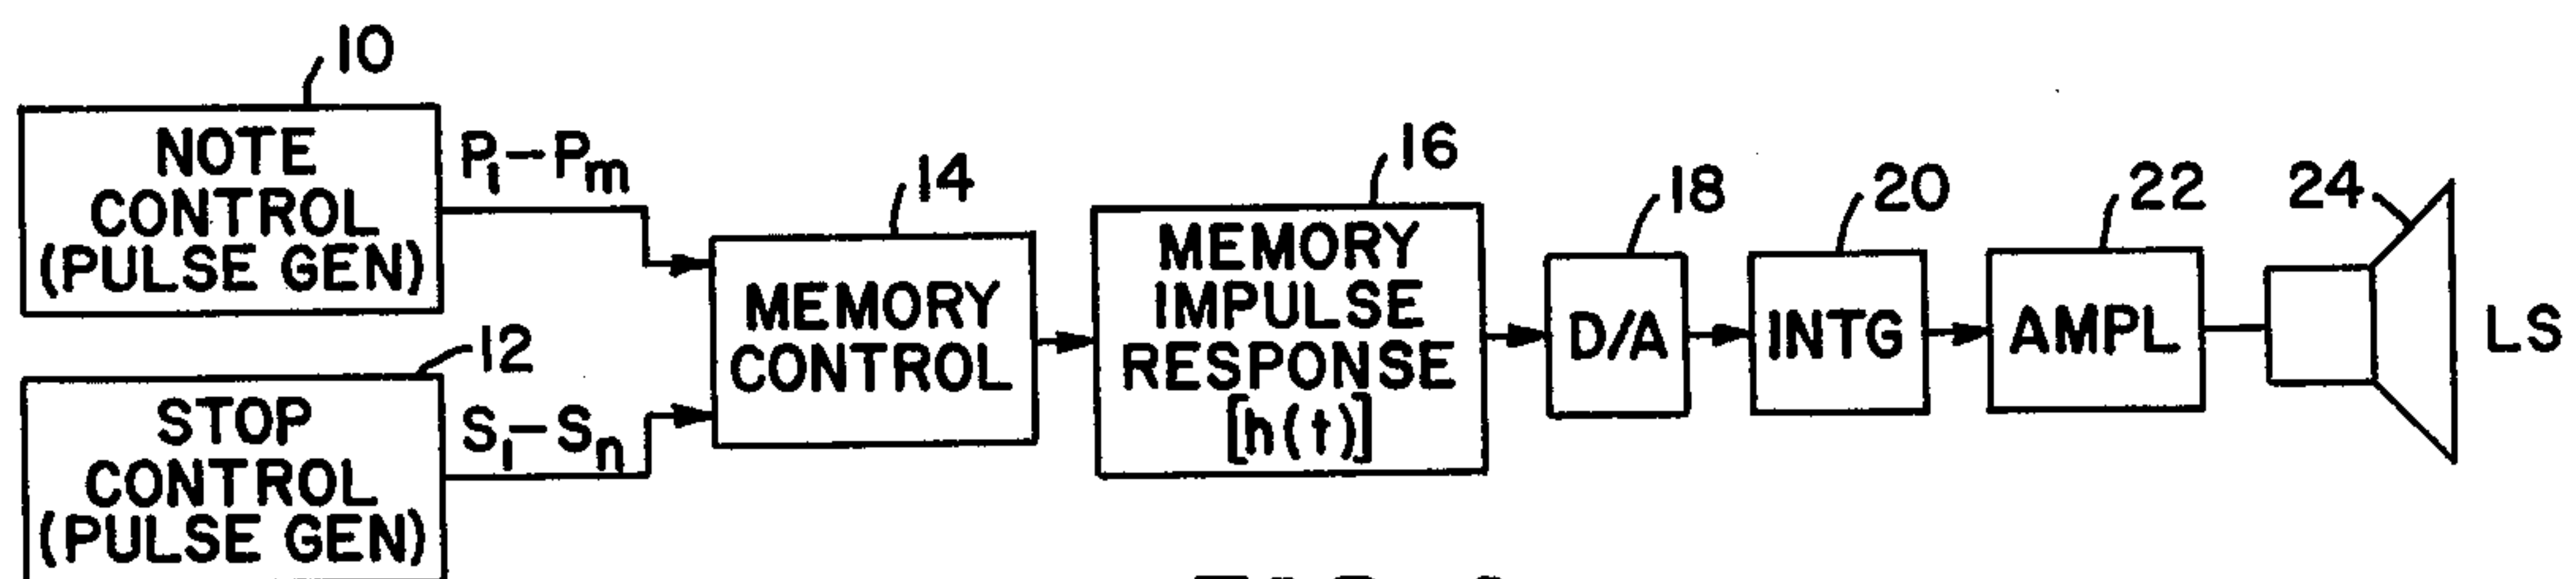 10
NOTE
CONTROL
(PULSE GEN)
P1-Pm
12
STOP
CONTROL
(PULSE GEN)
S1-Sn
14
MEMORY
CONTROL
16
MEMORY
IMPULSE
RESPONSE
[h(t)]
18
D/A
20
INTG
22
AMPL
24
LS